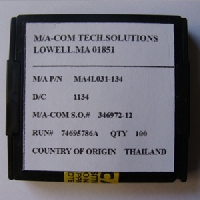 M/A-COM TECH.SOLUTIONS
LOWELL.MA 01851
M/A P/N MA4L031-134
D/C 1134
M/A-COM S.O.# 346972-12
RUN# 74695786A QTY 100
COUNTRY OF ORIGIN THAILAND